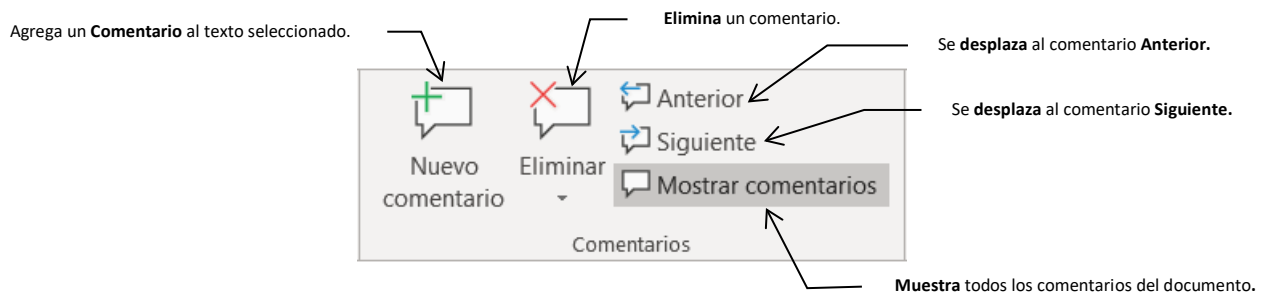 Elimina un comentario.
Agrega un Comentario al texto seleccionado.
Se desplaza al comentario Anterior.
Anterior
Se desplaza al comentario Siguiente.
Siguiente
Nuevo
comentario
Eliminar
Mostrar comentarios
Comentarios
Muestra todos los comentarios del documento.